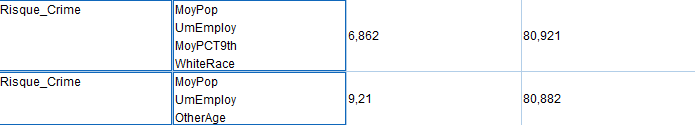 Risque_Crime MoyPop
UmEmploy
MoyPCT9th
WhiteRace
6,862 80,921
Risque_Crime MoyPop
UmEmploy
OtherAge
9,21 80,882